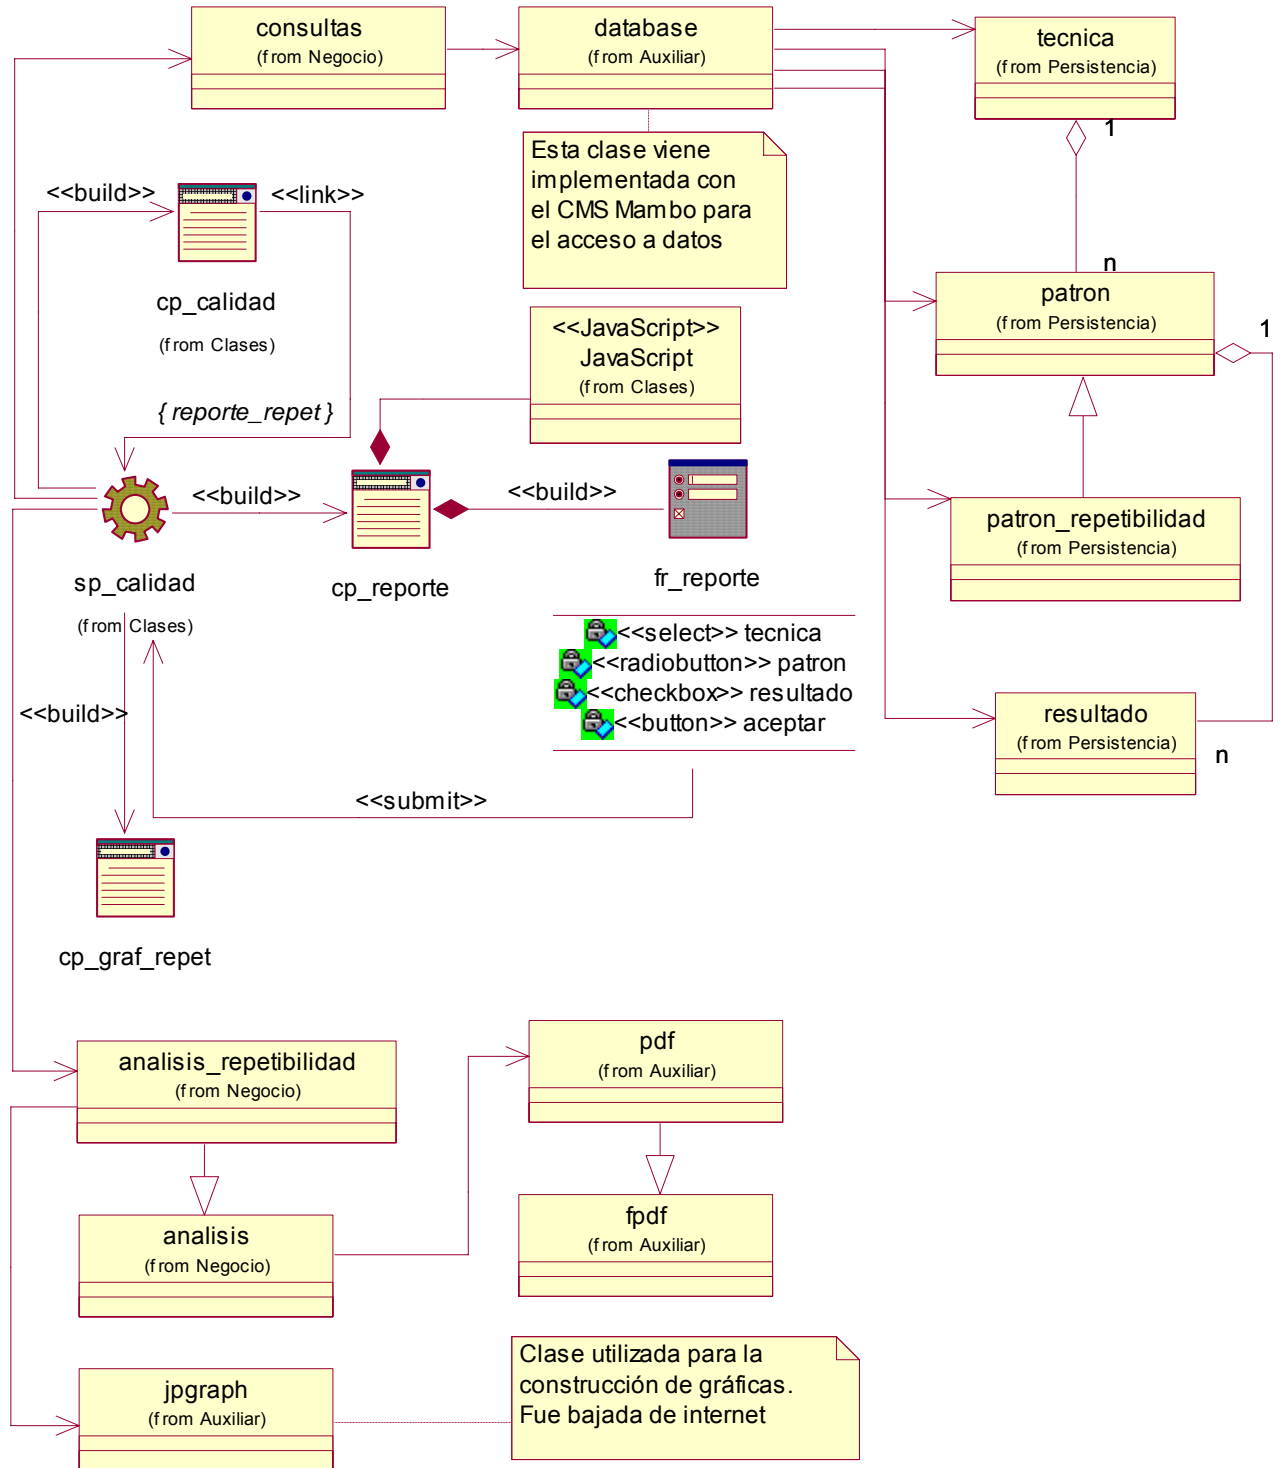 consultas
(from Negocio)
database
(from Auxiliar)
tecnica
(from Persistencia)
1
Esta clase viene
implementada con
el CMS Mambo para
el acceso a datos
<<build>>
<<link>>
cp_calidad
(from Clases)
n
patron
(from Persistencia)
1
<<JavaScript>>
JavaScript
(from Clases)
{ reporte_repet }
<<build>>
<<build>>
sp_calidad
(from Clases)
cp_reporte
fr_reporte
patron_repetibilidad
(from Persistencia)
<<select>> tecnica
<<radiobutton>> patron
<<checkbox>> resultado
<<button>> aceptar
<<build>>
resultado
(from Persistencia)
n
<<submit>>
cp_graf_repet
analisis_repetibilidad
(from Negocio)
pdf
(from Auxiliar)
analisis
(from Negocio)
fpdf
(from Auxiliar)
jpgraph
(from Auxiliar)
Clase utilizada para la
construcción de gráficas.
Fue bajada de internet